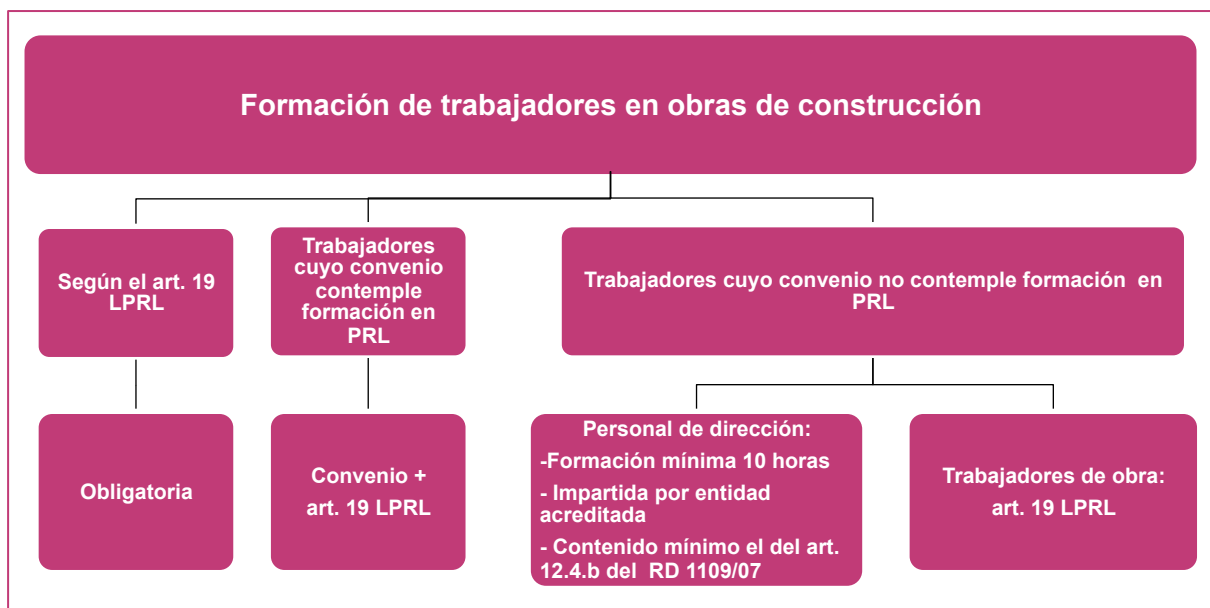 Formación de trabajadores en obras de construcción
Según el art. 19
LPRL
Trabajadores
cuyo convenio
contemple
formación en
PRL
Trabajadores cuyo convenio no contemple formación en
PRL
Obligatoria
Convenio +
art. 19 LPRL
Personal de dirección:
-Formación mínima 10 horas
- Impartida por entidad
acreditada
- Contenido mínimo el del art.
12.4.b del RD 1109/07
Trabajadores de obra:
art. 19 LPRL